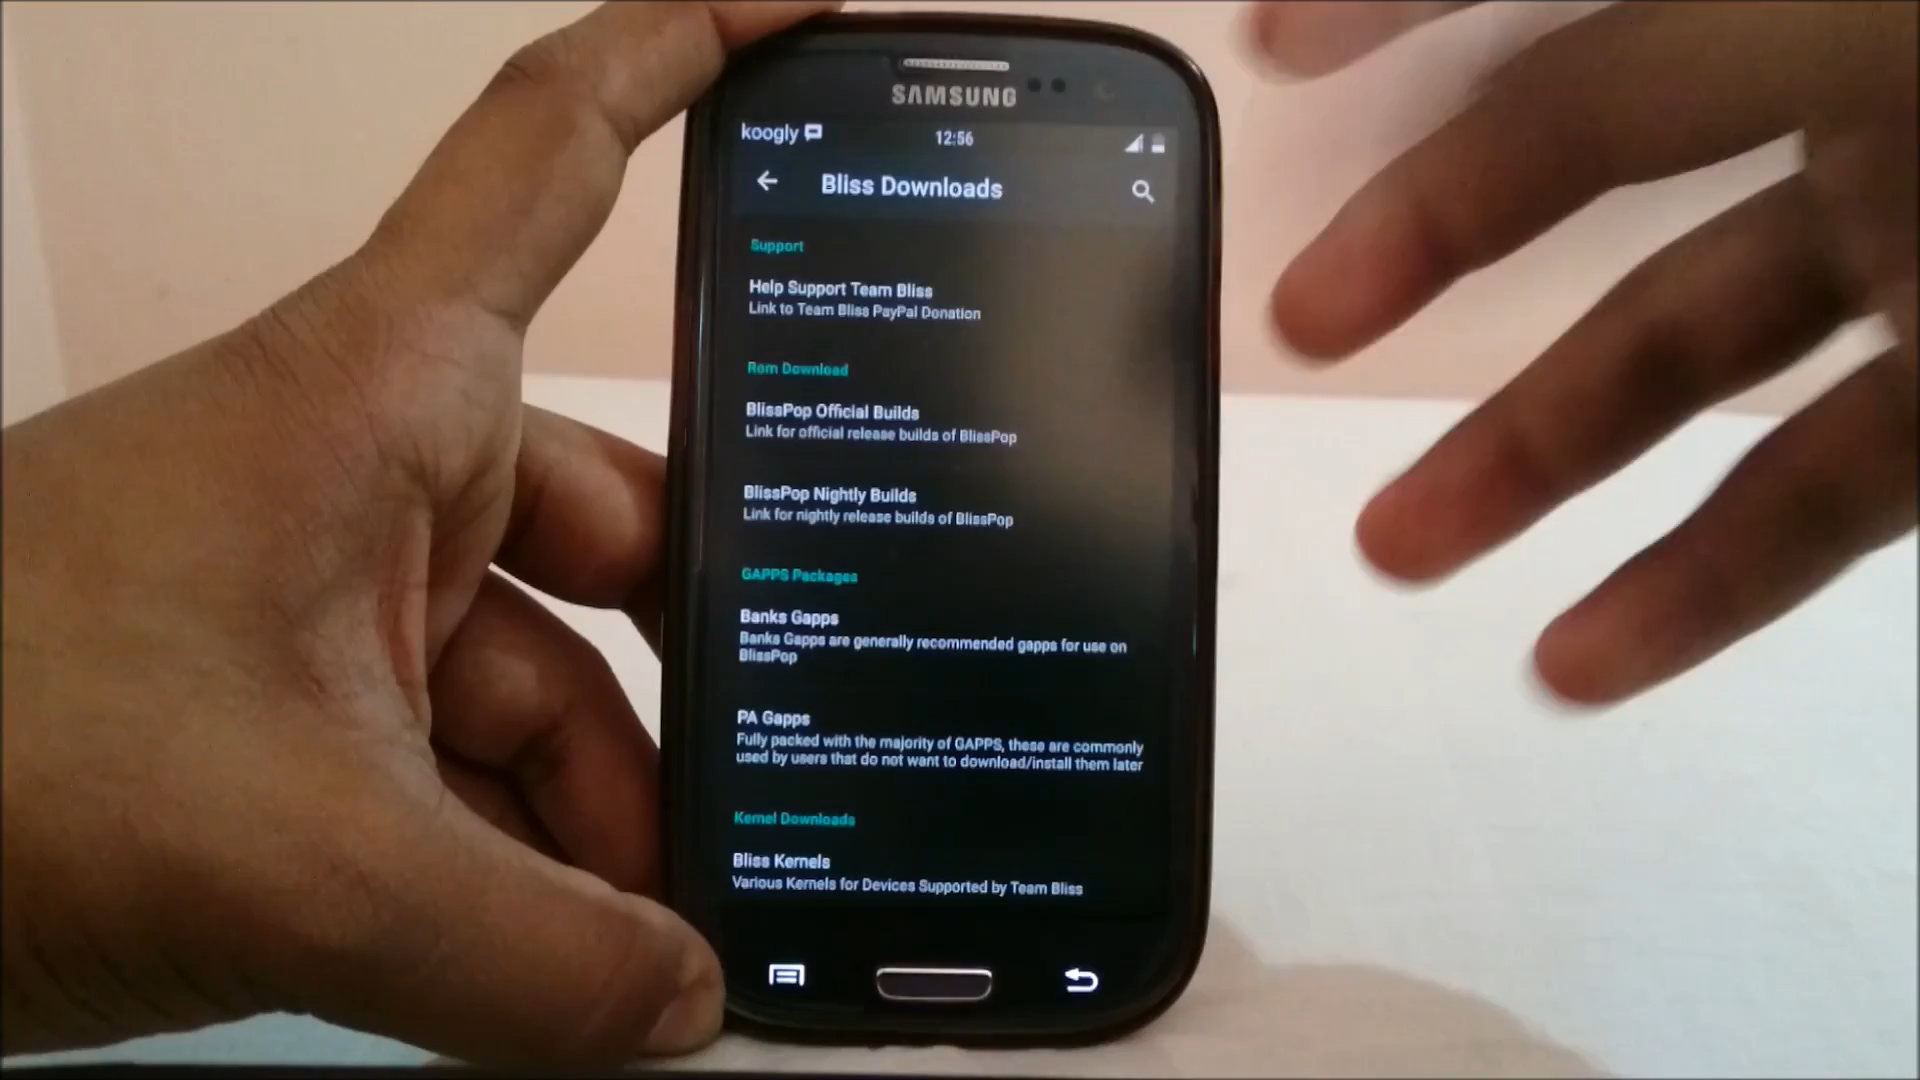 SAMSUNG
koogly
12:56
Bliss Downloads
Support
Help Support Team Bliss
Link to Team Bliss PayPal Donation
Rom Download
BlissPop Official Builds
Link for official release builds of BlissPop
BlissPop Nightly Builds
Link for nightly release builds of BlissPop
GAPPS Packages
Banks Gapps
Banks Gapps are generally recommended gapps for use on
BlissPop
PA Gapps
Fully packed with the majority of GAPPS, these are commonly
used by users that do not want to download/install them later
Kernel Downloads
Bliss Kernels
Various Kernels for Devices Supported by Team Bliss